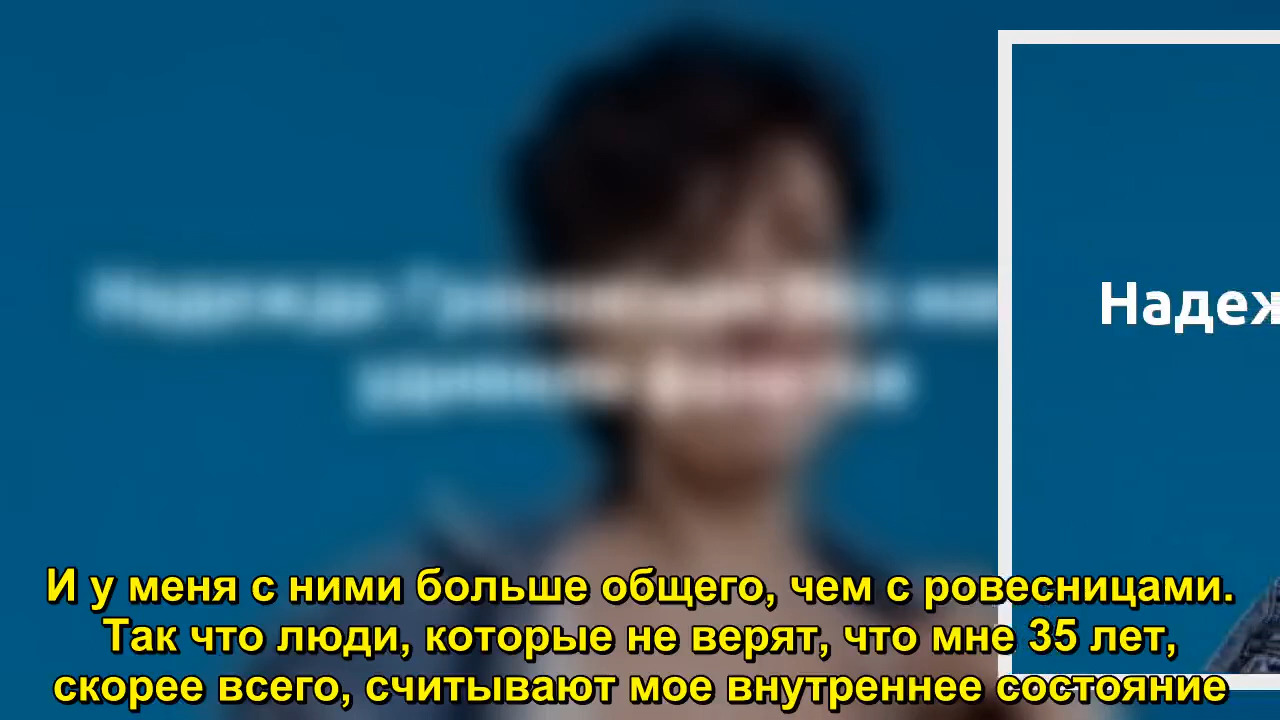 Надеж
И у меня с ними больше общего, чем с ровесницами.
Так что люди, которые не верят, что мне 35 лет,
скорее всего, считывают мое внутреннее состояние